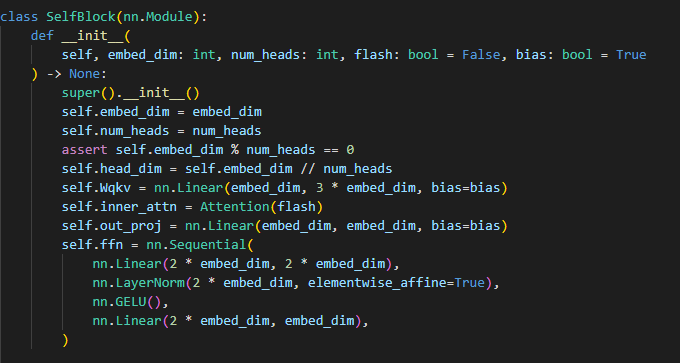 class SelfBlock(nn.Module):
    def __init__(
        self, embed_dim: int, num_heads: int, flash: bool = False, bias: bool = True
    ) -> None:
        super().__init__()
        self.embed_dim = embed_dim
        self.num_heads = num_heads
        assert self.embed_dim % num_heads == 0
        self.head_dim = self.embed_dim // num_heads
        self.Wqkv = nn.Linear(embed_dim, 3 * embed_dim, bias=bias)
        self.inner_attn = Attention(flash)
        self.out_proj = nn.Linear(embed_dim, embed_dim, bias=bias)
        self.ffn = nn.Sequential(
            nn.Linear(2 * embed_dim, 2 * embed_dim),
            nn.LayerNorm(2 * embed_dim, elementwise_affine=True),
            nn.GELU(),
            nn.Linear(2 * embed_dim, embed_dim),
        )